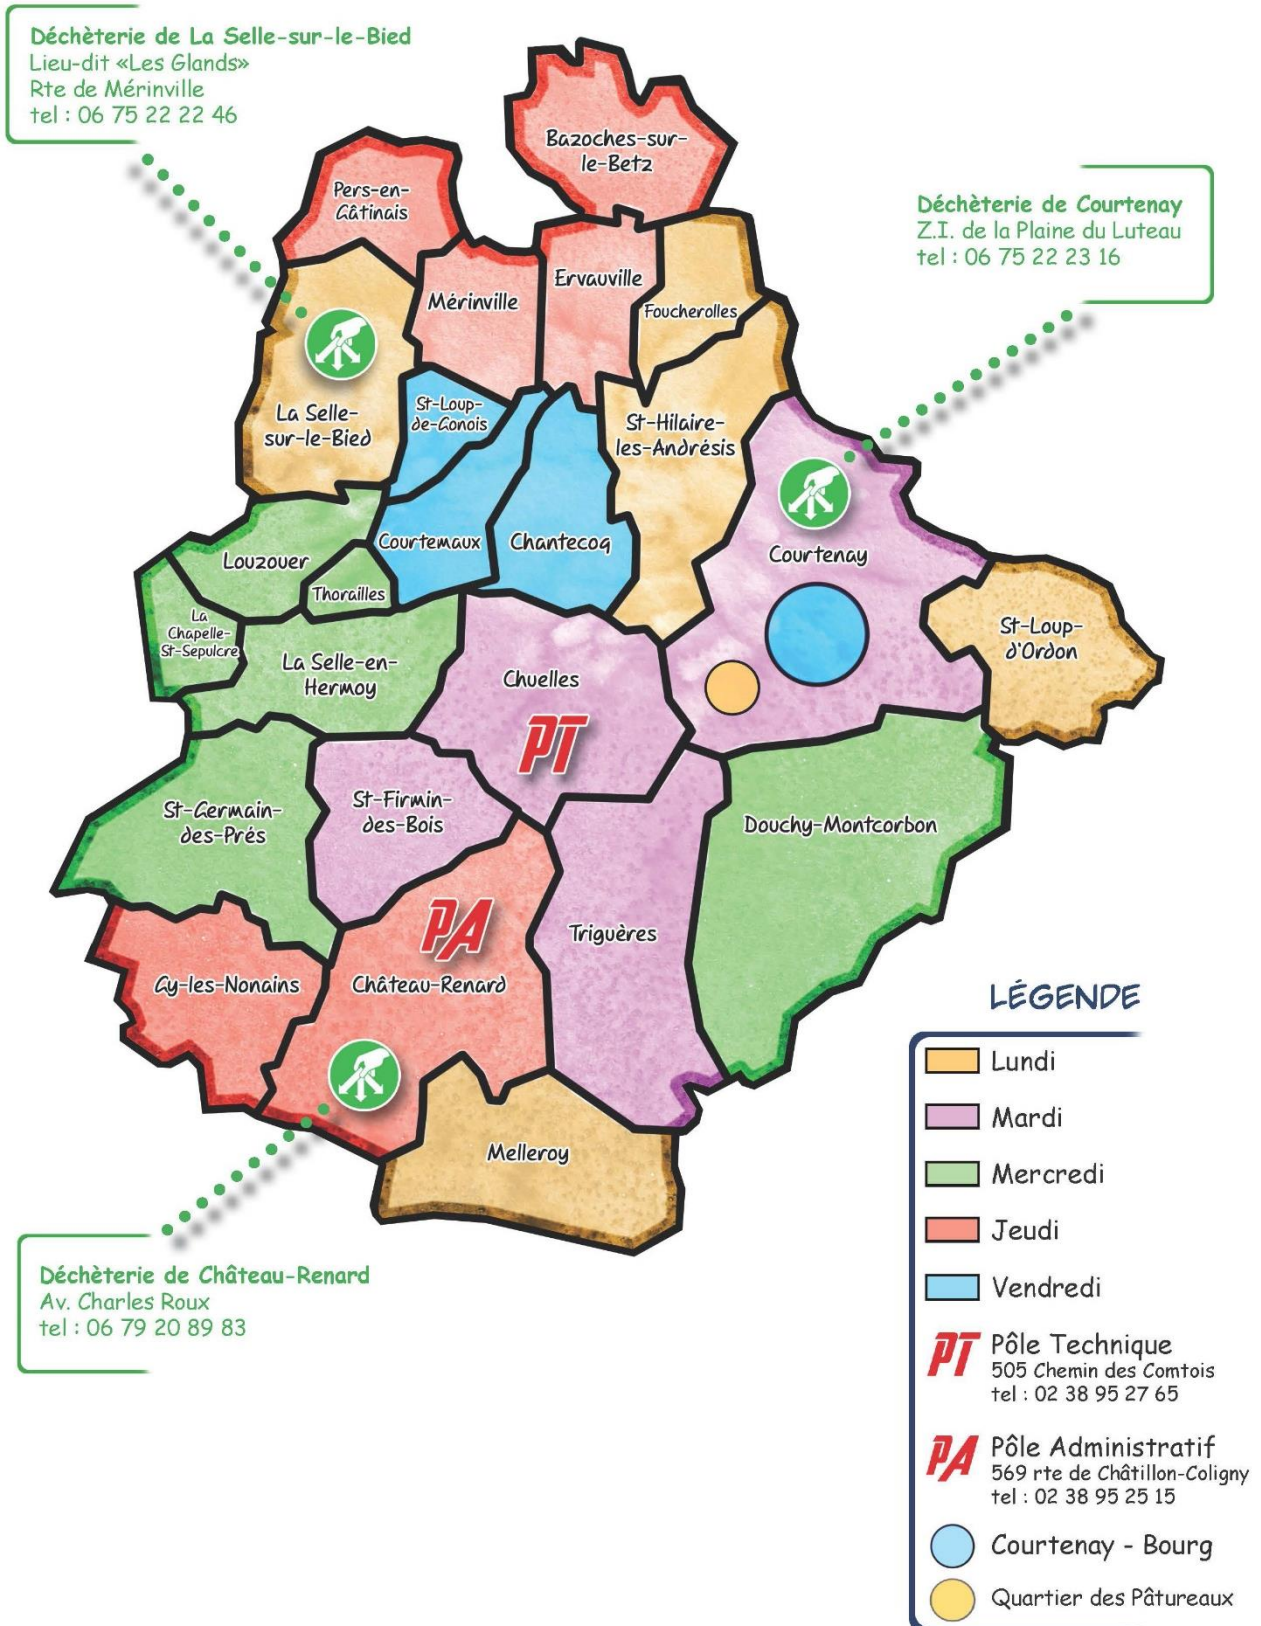 Déchèterie de La Selle-sur-le-Bied
Lieu-dit «Les Glands»
Rte de Mérinville
tel : 06 75 22 22 46
Bazoches-sur-
le-Betz
Pers-en-
Gâtinais
Déchèterie de Courtenay
Z.I. de la Plaine du Luteau
tel : 06 75 22 23 16
Mérinville
Ervauville
Foucherolles
La Selle-
sur-le-Bied
St-Loup-
de-Gonois
St-Hilaire-
les-Andrésis
Courtemaux
Chantecoq
Courtenay
Louzouer
Thorailles
La
Chapelle-
St-Sepulcre
La Selle-en-
Hermoy
Chuelles
PT
St-Loup-
d'Ordon
St-Germain-
des-Prés
St-Firmin-
des-Bois
Douchy-Montcorbon
PA
Triguères
Gy-les-Nonains
Château-Renard
Melleroy
Déchèterie de Château-Renard
Av. Charles Roux
tel : 06 79 20 89 83
LÉGENDE
Lundi
Mardi
Mercredi
Jeudi
Vendredi
PT Pôle Technique
505 Chemin des Comtois
tel : 02 38 95 27 65
PA Pôle Administratif
569 rte de Châtillon-Coligny
tel : 02 38 95 25 15
Courtenay - Bourg
Quartier des Pâtureaux